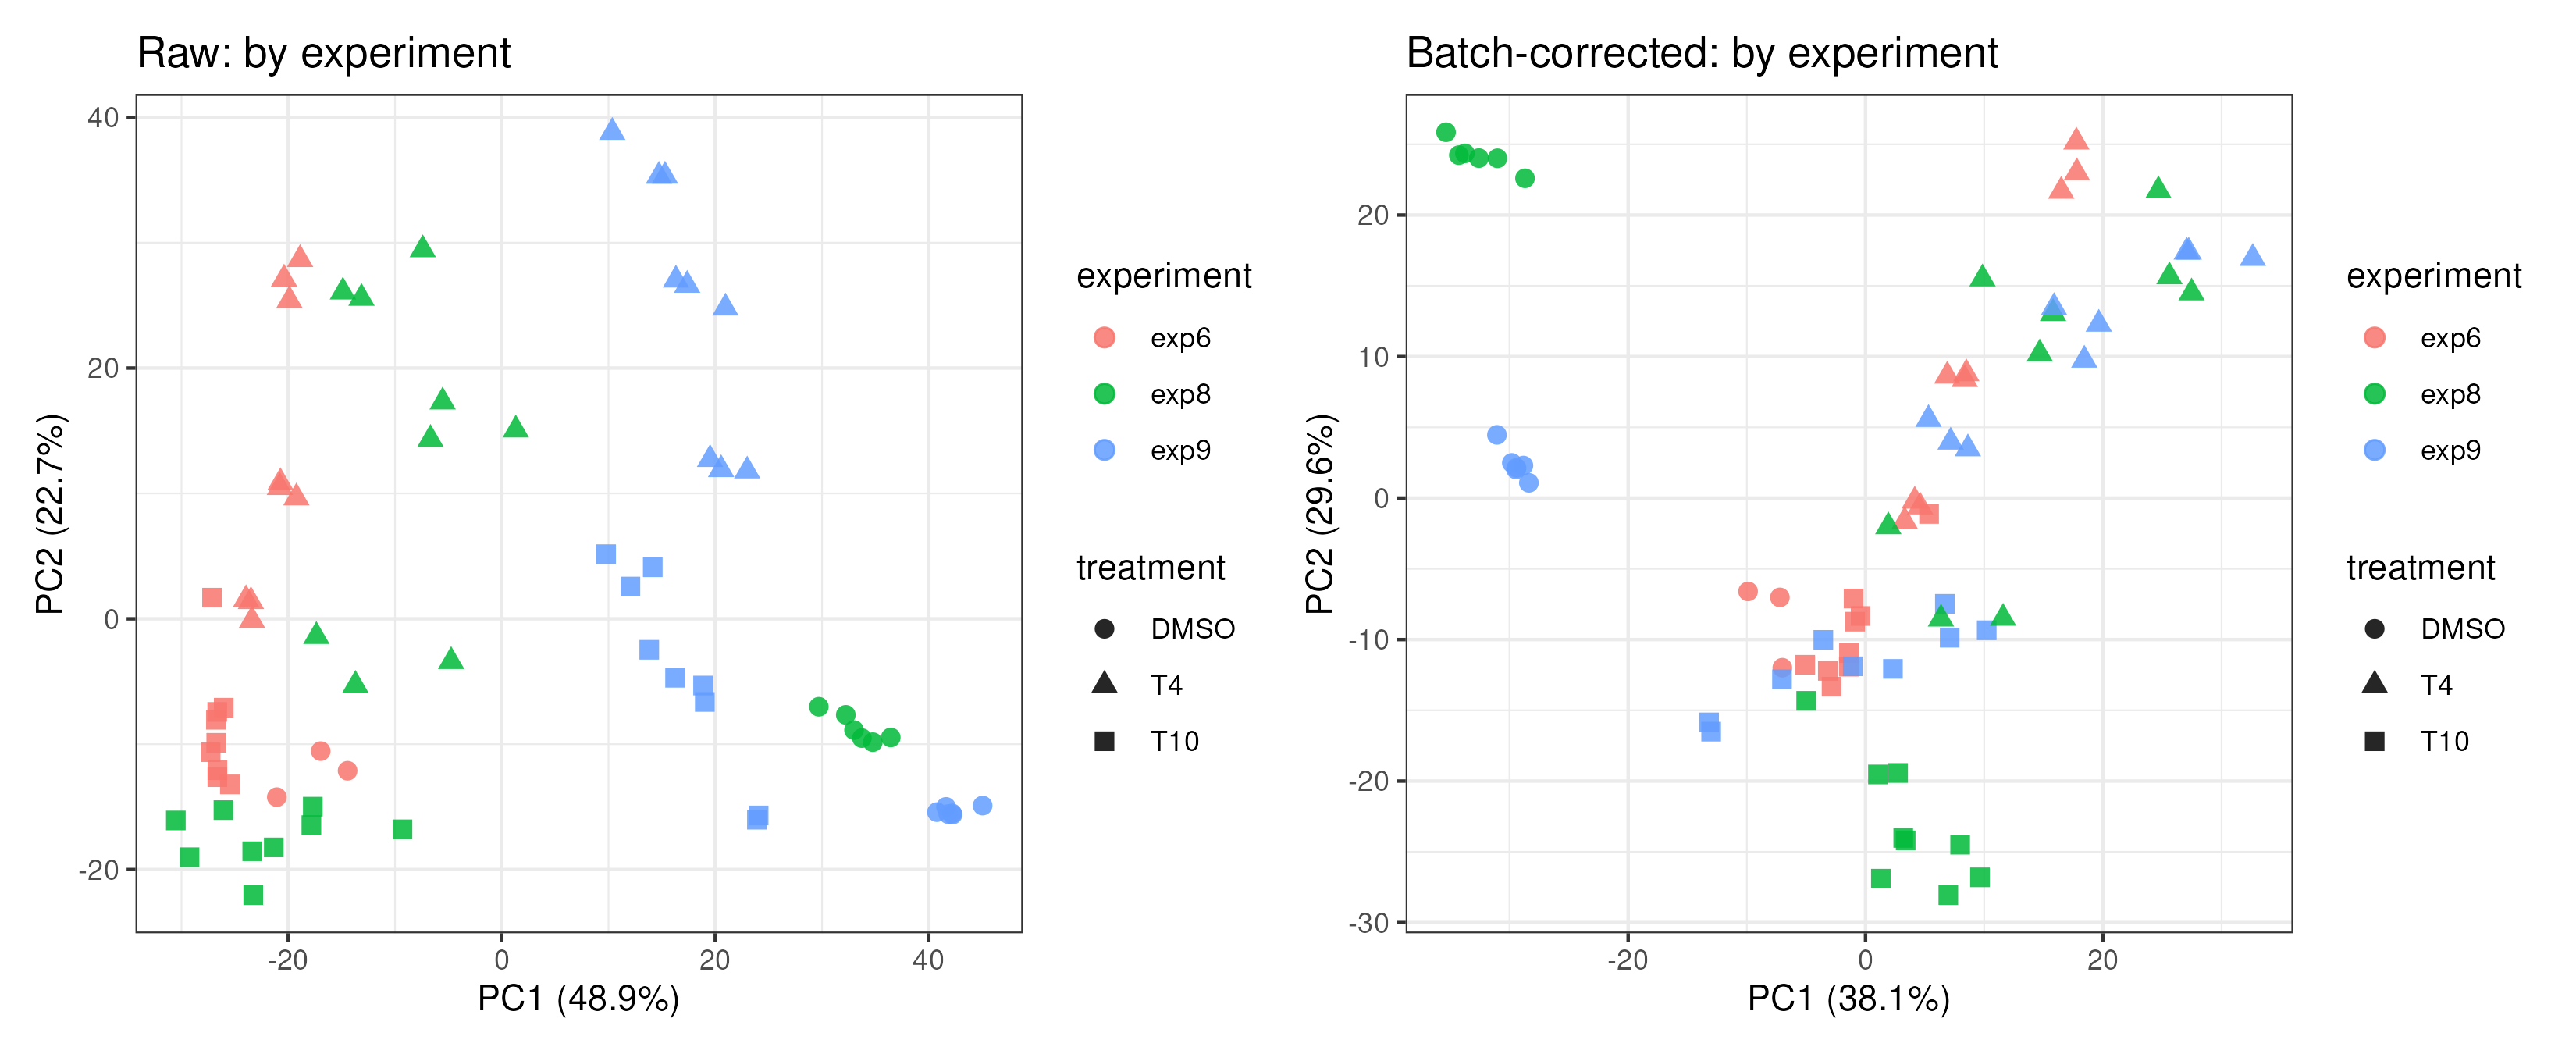 Raw: by experiment
40
20
0
-20
PC2 (22.7%)
-20
0
20
40
PC1 (48.9%)
experiment
exp6
exp8
exp9
treatment
DMSO
T4
T10
Batch-corrected: by experiment
20
10
0
-10
-20
-30
PC2 (29.6%)
-20
0
20
PC1 (38.1%)
experiment
exp6
exp8
exp9
treatment
DMSO
T4
T10